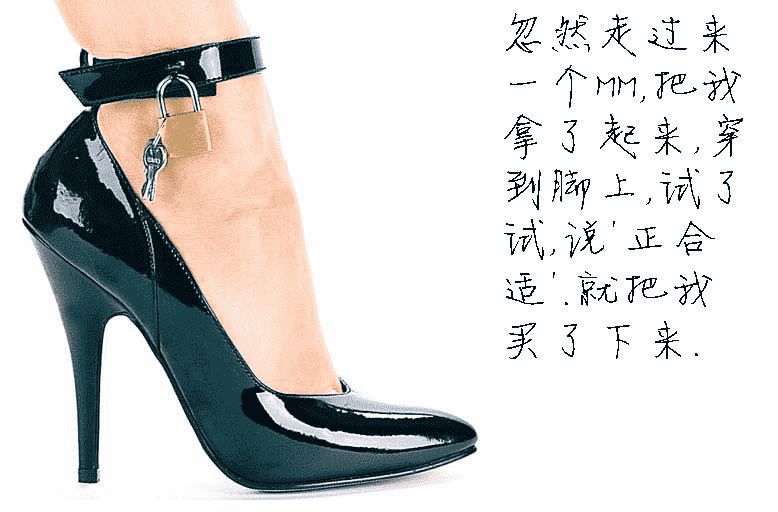 忽然走过来
一个MM,把我
拿了起来,穿
到脚上,试了
试,说'正合
适'.就把我
买了下来.